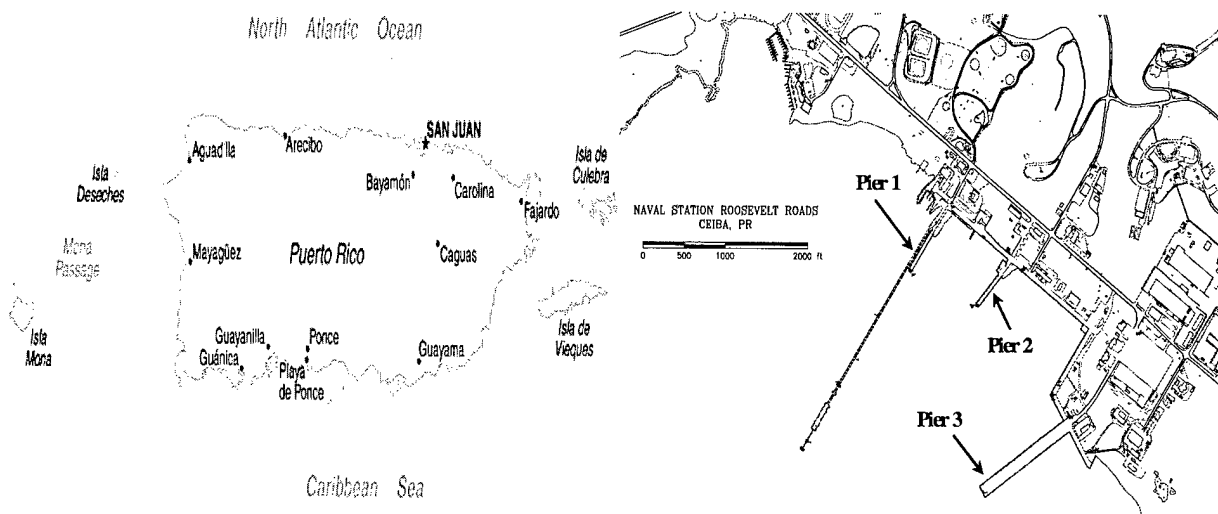 North Atlantic Ocean
SAN JUAN
Arecibo
Aguadilla
Isla
Deseches
Bayamón
Carolina
Isla de
Culebra
Fajardo
Mona
Passage
Mayagüez
Puerto Rico
Caguas
Isla
Mona
Guayanilla
Ponce
Guánica
Playa
de Ponce
Guayama
Isla de
Vieques
Caribbean Sea
Pier 1
NAVAL STATION ROOSEVELT ROADS
CEIBA, PR
0 500 1000 2000 ft
Pier 2
Pier 3